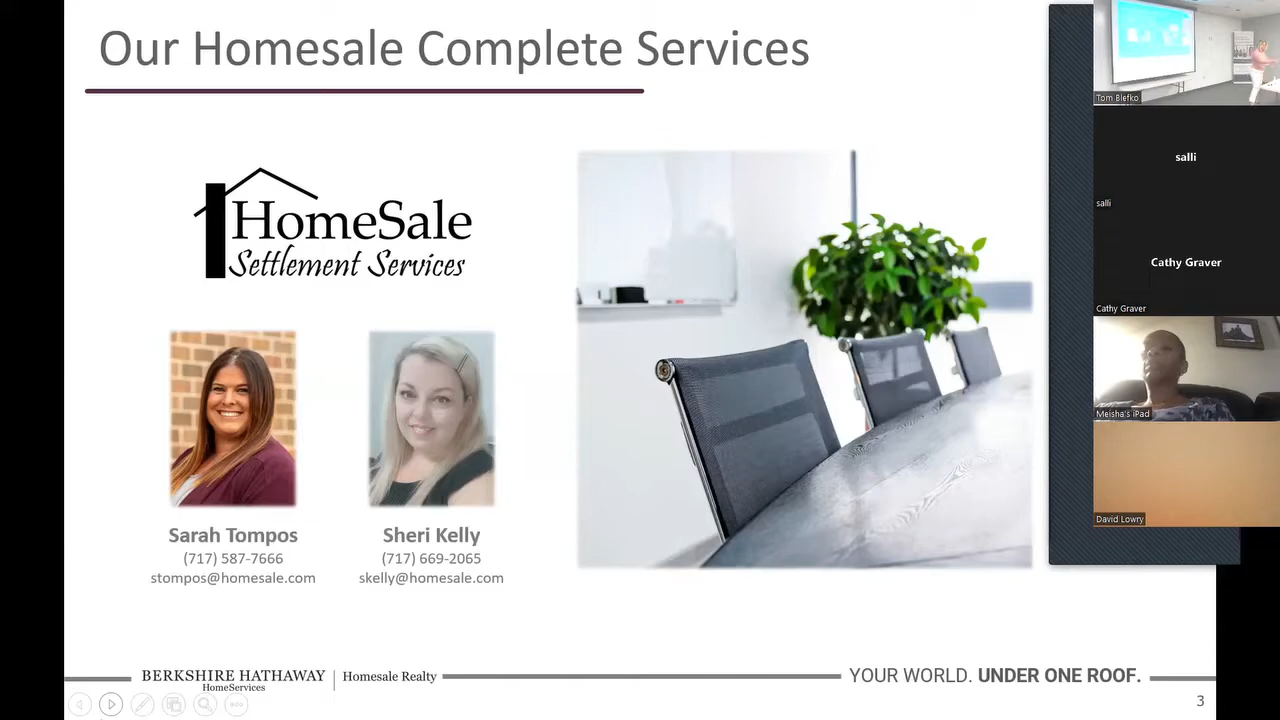 Our Homesale Complete Services
HomeSale
Settlement Services
Sarah Tompos
(717) 587-7666
stompos@homesale.com
Sheri Kelly
(717) 669-2065
skelly@homesale.com
BERKSHIRE HATHAWAY
HomeServices
Homesale Realty
YOUR WORLD. UNDER ONE ROOF.
3
Tom Blefko
salli
salli
Cathy Graver
Cathy Graver
Meisha's iPad
David Lowry